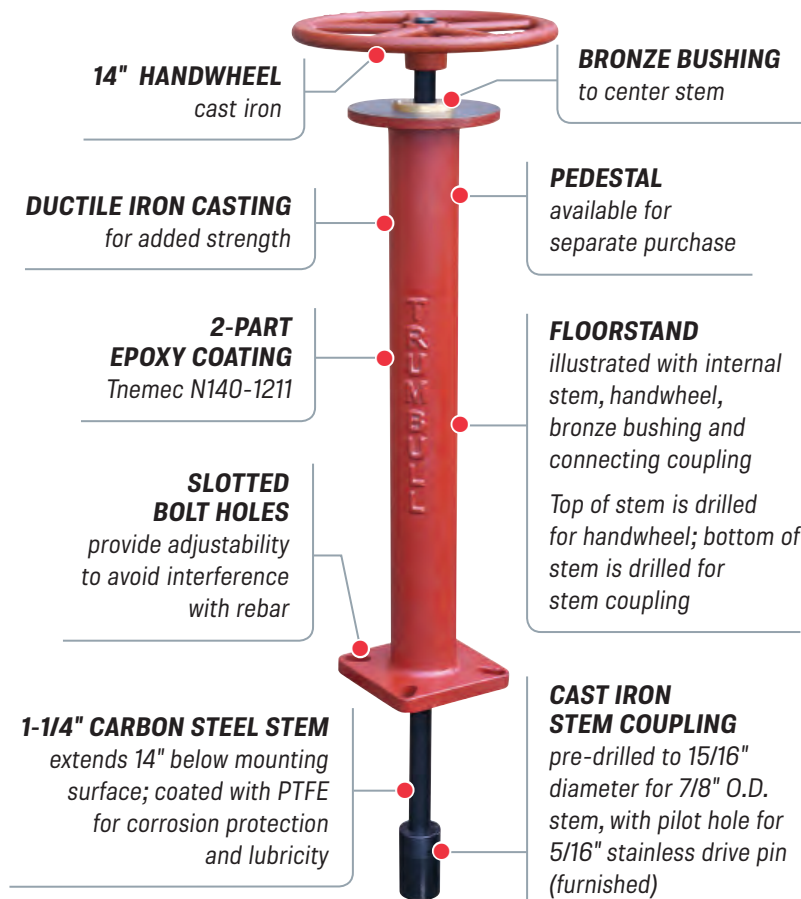 14" HANDWHEEL
cast iron
BRONZE BUSHING
to center stem
DUCTILE IRON CASTING
for added strength
PEDESTAL
available for
separate purchase
2-PART
EPOXY COATING
Tnemec N140-1211
FLOORSTAND
illustrated with internal
stem, handwheel,
bronze bushing and
connecting coupling
Top of stem is drilled
for handwheel; bottom of
stem is drilled for
stem coupling
TRUMBULL
SLOTTED
BOLT HOLES
provide adjustability
to avoid interference
with rebar
1-1/4" CARBON STEEL STEM
extends 14" below mounting
surface; coated with PTFE
for corrosion protection
and lubricity
CAST IRON
STEM COUPLING
pre-drilled to 15/16"
diameter for 7/8" O.D.
stem, with pilot hole for
5/16" stainless drive pin
(furnished)